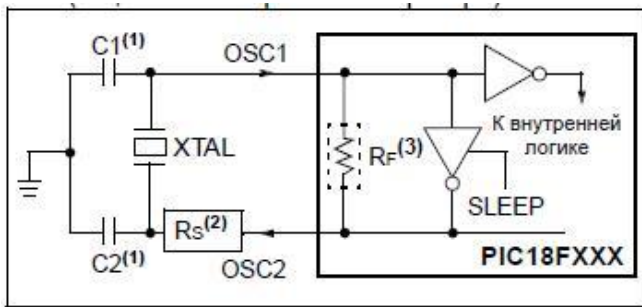 C1(1)
OSC1
XTAL
RF(3)
К внутренней
логике
SLEEP
RS(2)
C2(1)
OSC2
PIC18FXXX